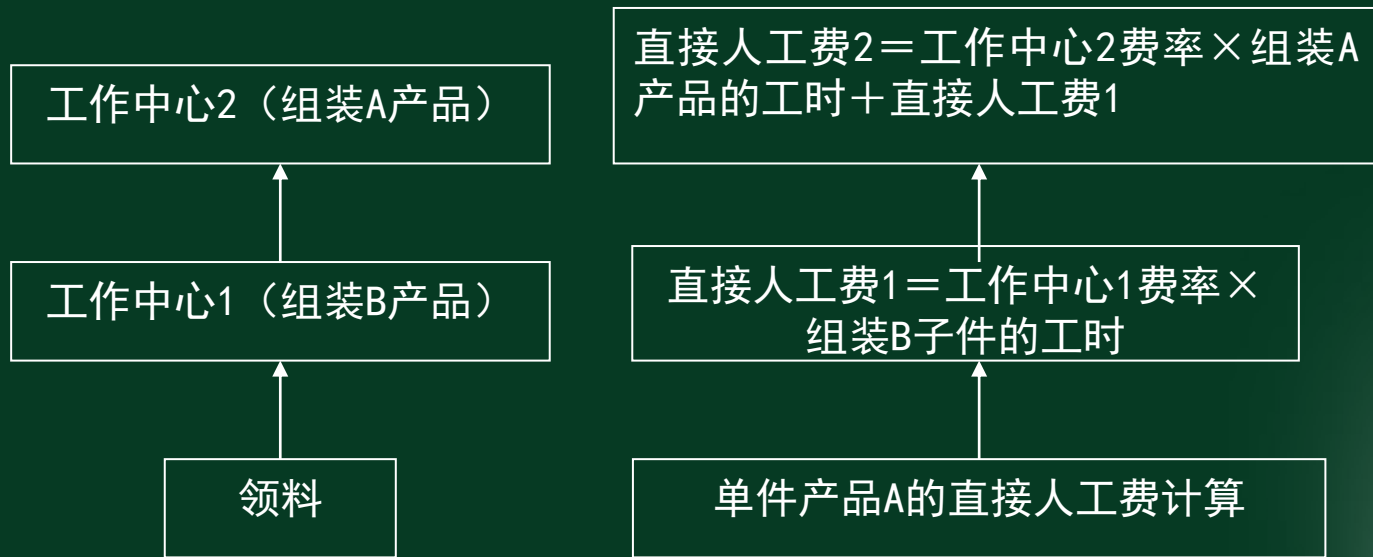 工作中心2（组装A产品）
直接人工费2＝工作中心2费率×组装A
产品的工时＋直接人工费1
工作中心1（组装B产品）
直接人工费1＝工作中心1费率×
组装B子件的工时
领料
单件产品A的直接人工费计算